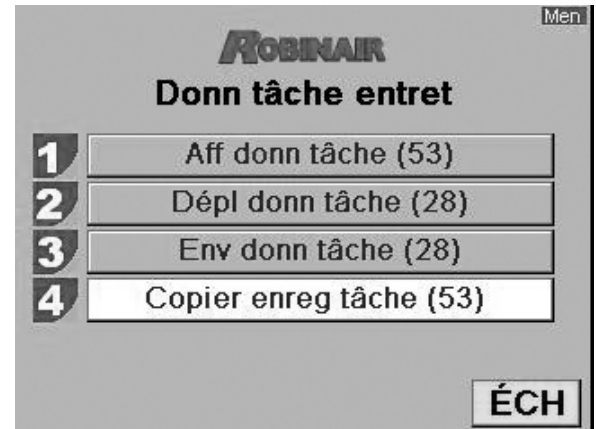 Men
ROBINAIR
Donn tâche entret
1 Aff donn tâche (53)
2 Dépl donn tâche (28)
3 Env donn tâche (28)
4 Copier enreg tâche (53)
ÉCH